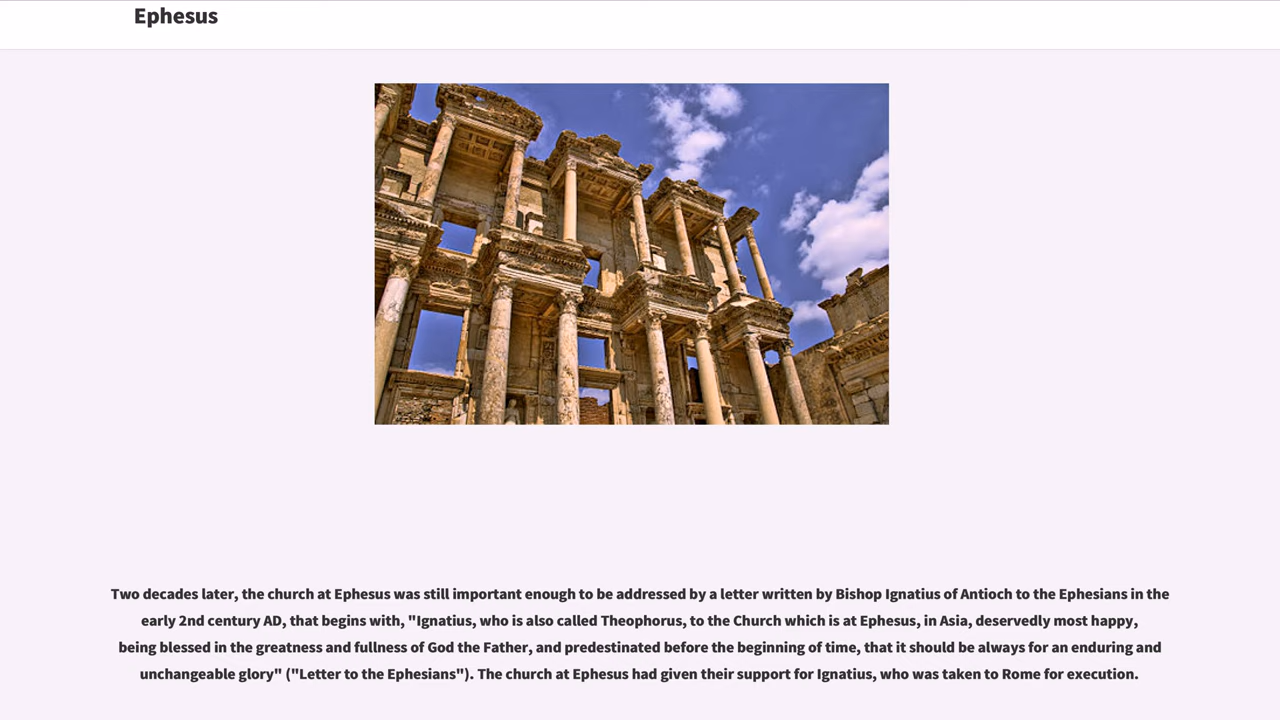 Ephesus
Two decades later, the church at Ephesus was still important enough to be addressed by a letter written by Bishop Ignatius of Antioch to the Ephesians in the
early 2nd century AD, that begins with, "Ignatius, who is also called Theophorus, to the Church which is at Ephesus, in Asia, deservedly most happy,
being blessed in the greatness and fullness of God the Father, and predestinated before the beginning of time, that it should be always for an enduring and
unchangeable glory" ("Letter to the Ephesians"). The church at Ephesus had given their support for Ignatius, who was taken to Rome for execution.